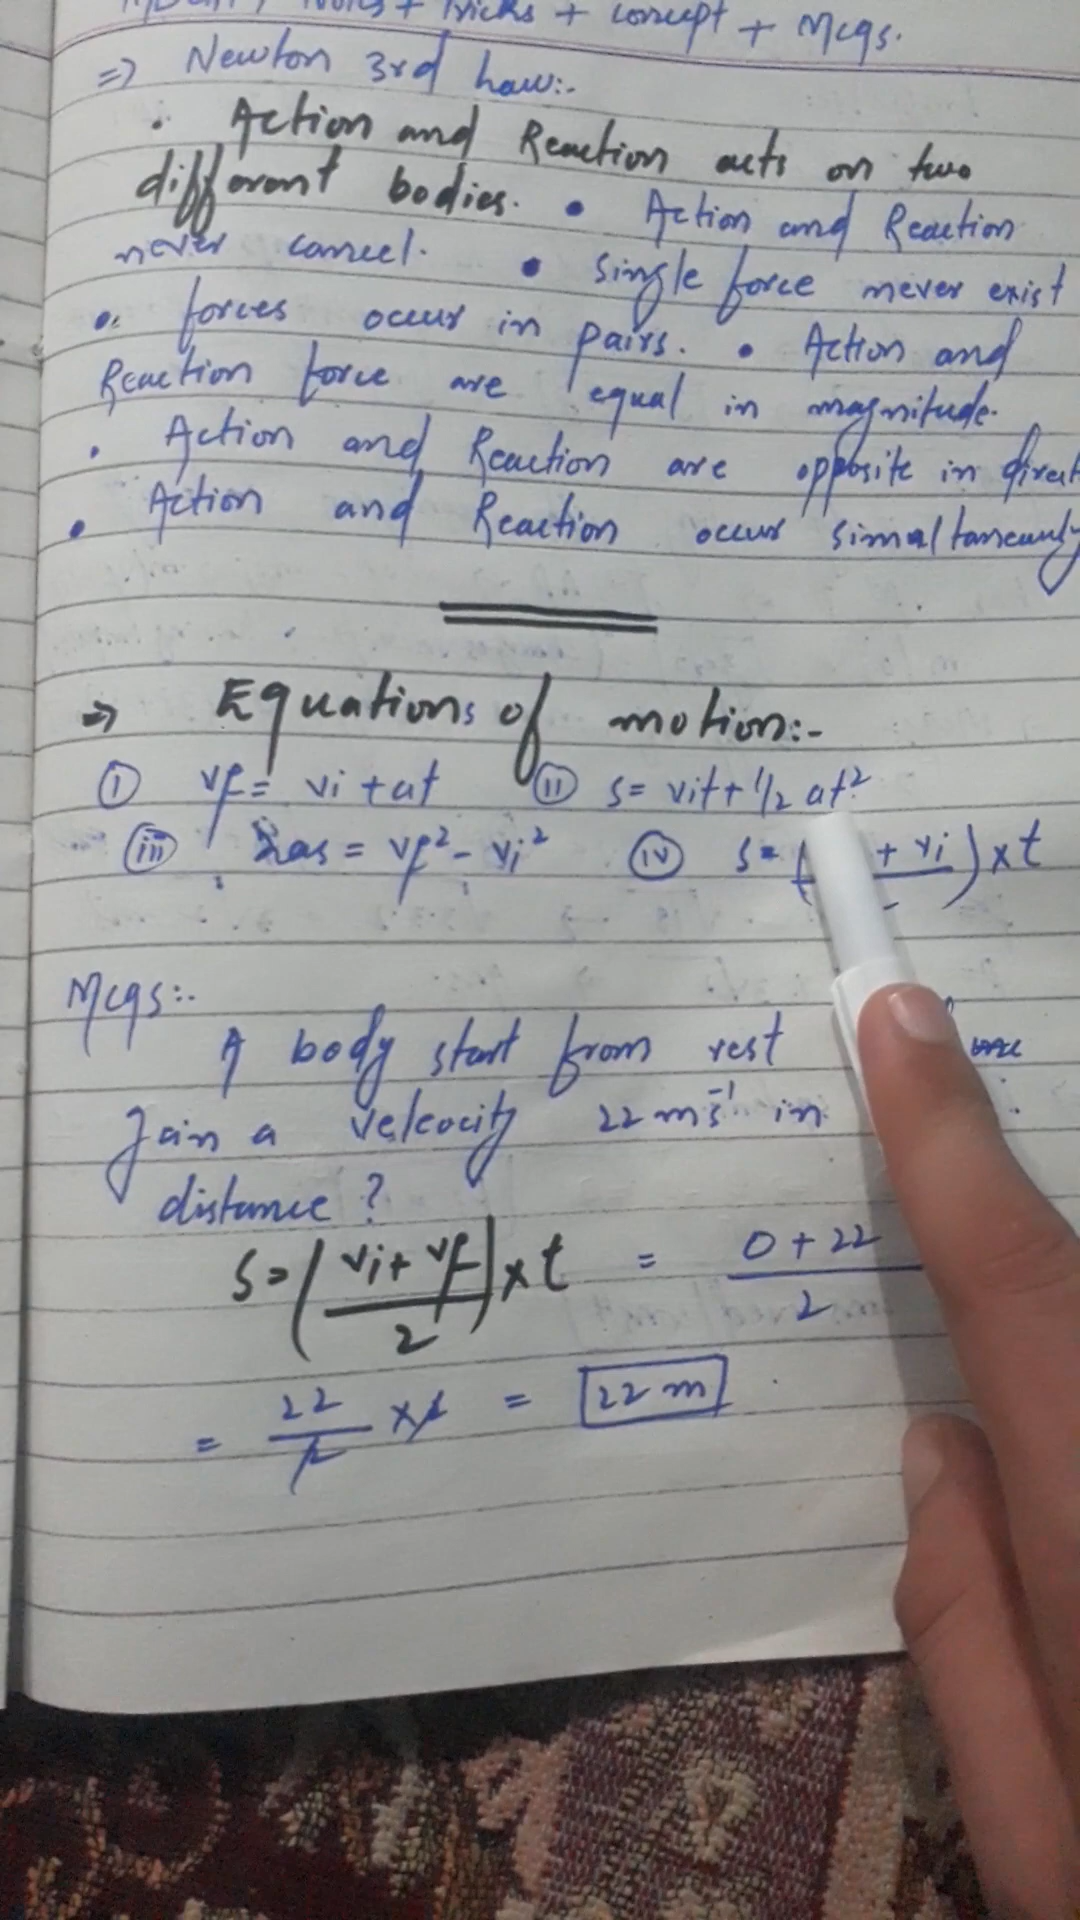 Notes + Tricks + concept + Mcqs.
=> Newton 3rd Law:-
• Action and Reaction acts on two
different bodies. • Action and Reaction
never cancel. • Single force never exist
• forces occur in pairs. • Action and
Reaction force are equal in magnitude.
• Action and Reaction are opposite in direct
• Action and Reaction occur simaltaneously
=> Equations of motion:-
(i) vf = vi + at (ii) s = vit + 1/2 at²
(iii) 2as = vf² - vi² (iv) s = ( + vi ) x t
Mcqs:-
A body start from rest
gain a velocity 22 ms⁻¹ in
distance ?
S = (vi + vf / 2) x t = 0 + 22 / 2
= 22 / 2 x 2 = 22 m